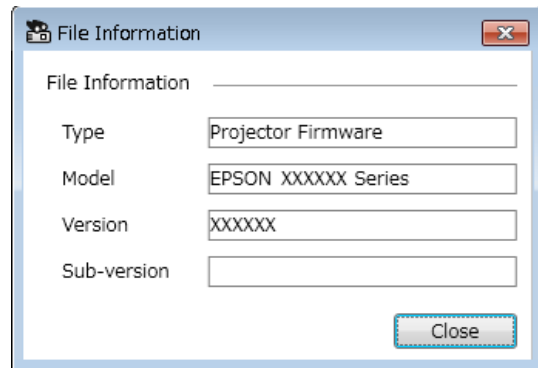 File Information
File Information
Type Projector Firmware
Model EPSON XXXXXX Series
Version XXXXXX
Sub-version
Close